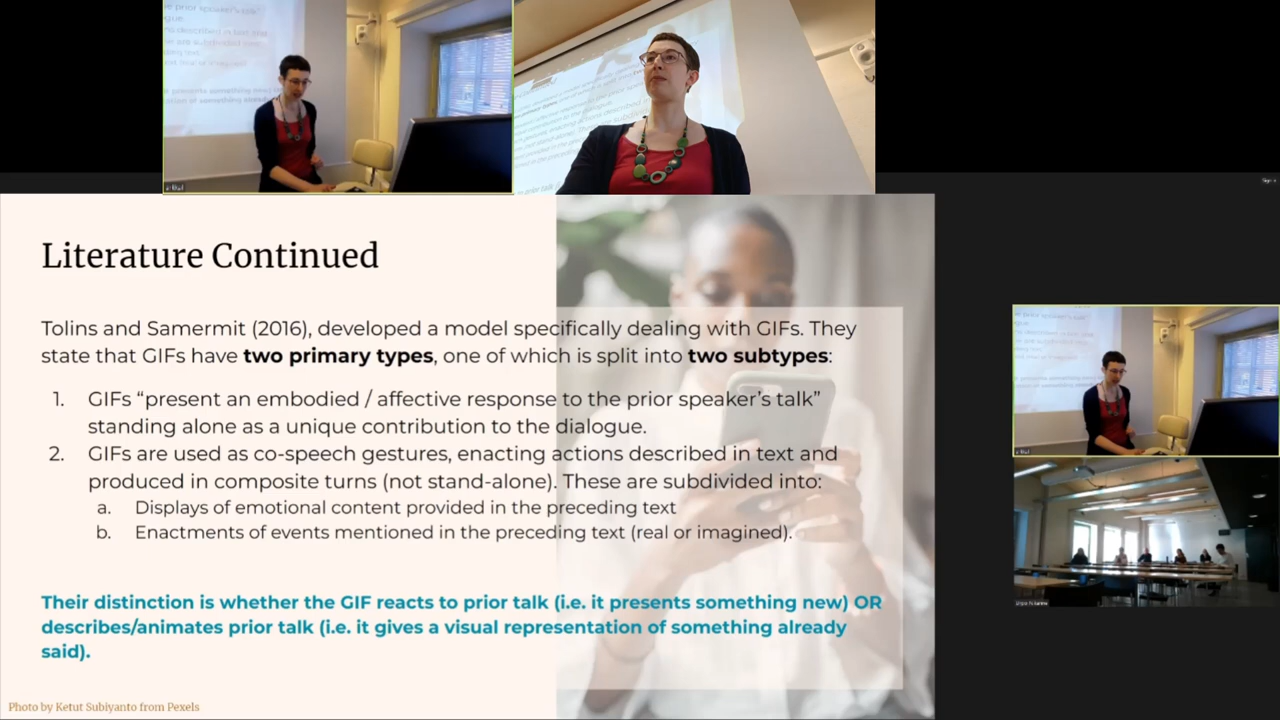 Literature Continued
Tolins and Samermit (2016), developed a model specifically dealing with GIFs. They
state that GIFs have two primary types, one of which is split into two subtypes:
1. GIFs “present an embodied / affective response to the prior speaker’s talk”
standing alone as a unique contribution to the dialogue.
2. GIFs are used as co-speech gestures, enacting actions described in text and
produced in composite turns (not stand-alone). These are subdivided into:
a. Displays of emotional content provided in the preceding text
b. Enactments of events mentioned in the preceding text (real or imagined).
Their distinction is whether the GIF reacts to prior talk (i.e. it presents something new) OR
describes/animates prior talk (i.e. it gives a visual representation of something already
said).
Photo by Ketut Subiyanto from Pexels